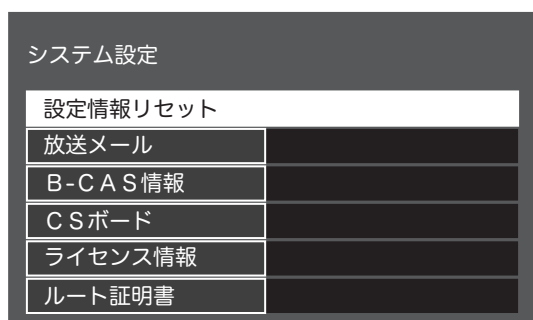 システム設定
設定情報リセット
放送メール
B-CAS情報
CSボード
ライセンス情報
ルート証明書